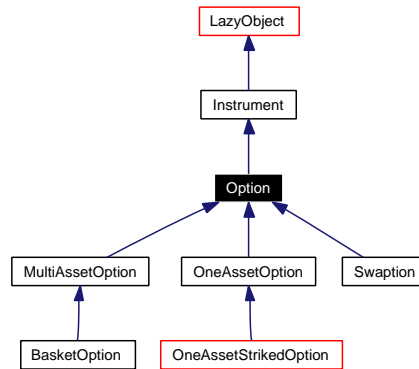 LazyObject
Instrument
Option
MultiAssetOption
OneAssetOption
Swaption
BasketOption
OneAssetStrikedOption